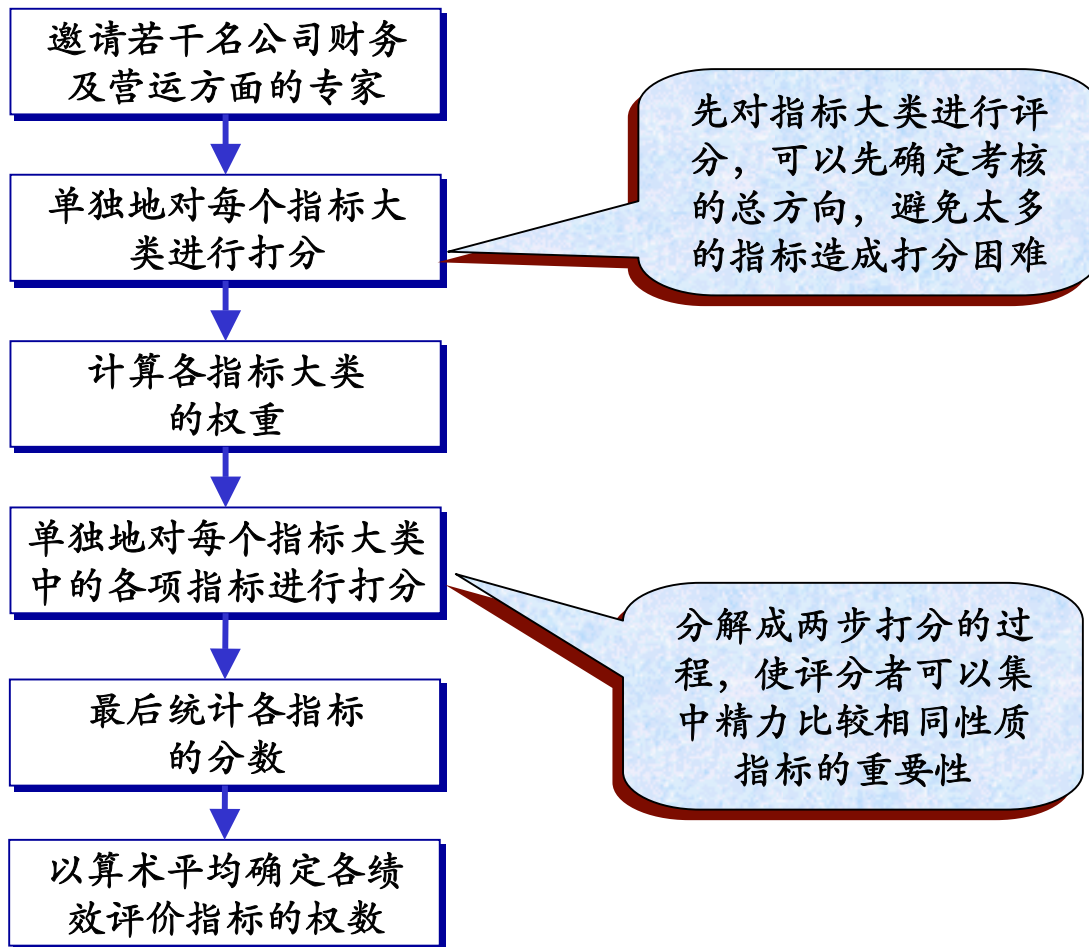 邀请若干名公司财务
及营运方面的专家
单独地对每个指标大
类进行打分
先对指标大类进行评
分，可以先确定考核
的总方向，避免太多
的指标造成打分困难
计算各指标大类
的权重
单独地对每个指标大类
中的各项指标进行打分
分解成两步打分的过
程，使评分者可以集
中精力比较相同性质
指标的重要性
最后统计各指标
的分数
以算术平均确定各绩
效评价指标的权数